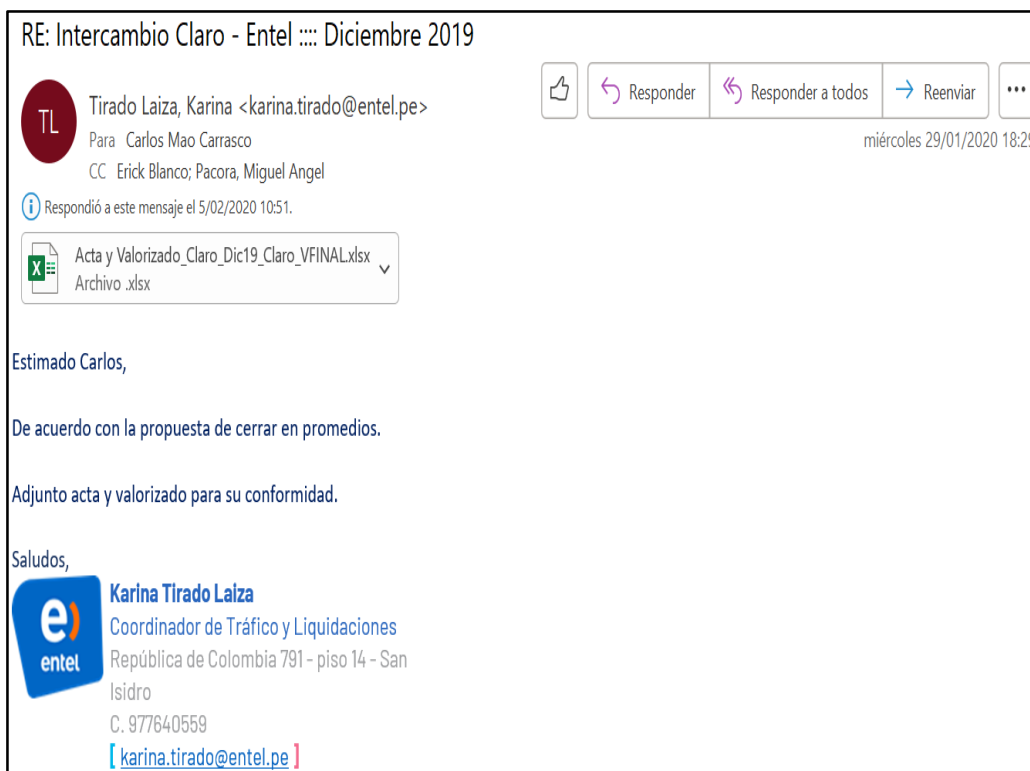 RE: Intercambio Claro - Entel :::: Diciembre 2019
TL
Tirado Laiza, Karina <karina.tirado@entel.pe>
Para Carlos Mao Carrasco
CC Erick Blanco; Pacora, Miguel Angel
Responder
Responder a todos
Reenviar
miércoles 29/01/2020 18:29
Respondió a este mensaje el 5/02/2020 10:51.
Acta y Valorizado_Claro_Dic19_Claro_VFINAL.xlsx
Archivo .xlsx
Estimado Carlos,
De acuerdo con la propuesta de cerrar en promedios.
Adjunto acta y valorizado para su conformidad.
Saludos,
e)
entel
Karina Tirado Laiza
Coordinador de Tráfico y Liquidaciones
República de Colombia 791 - piso 14 - San
Isidro
C. 977640559
[ karina.tirado@entel.pe ]